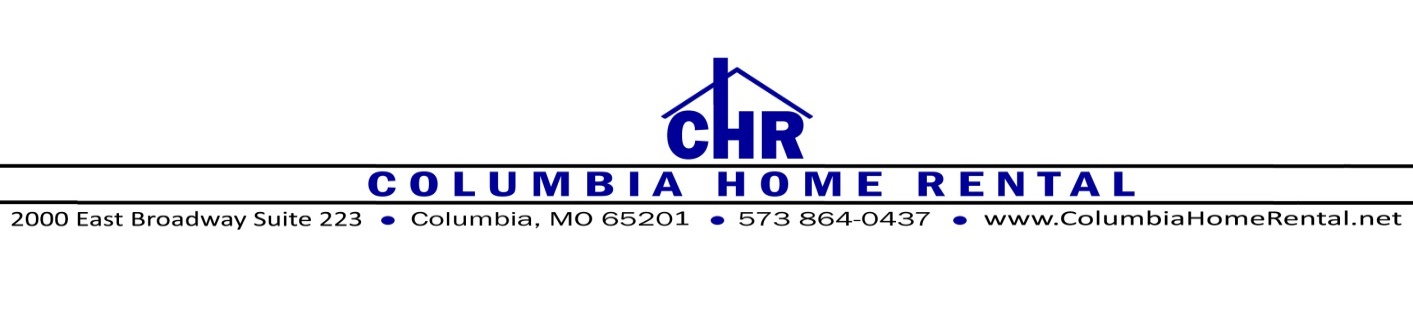 CHR
COLUMBIA HOME RENTAL
2000 East Broadway Suite 223 • Columbia, MO 65201 • 573 864-0437 • www.ColumbiaHomeRental.net